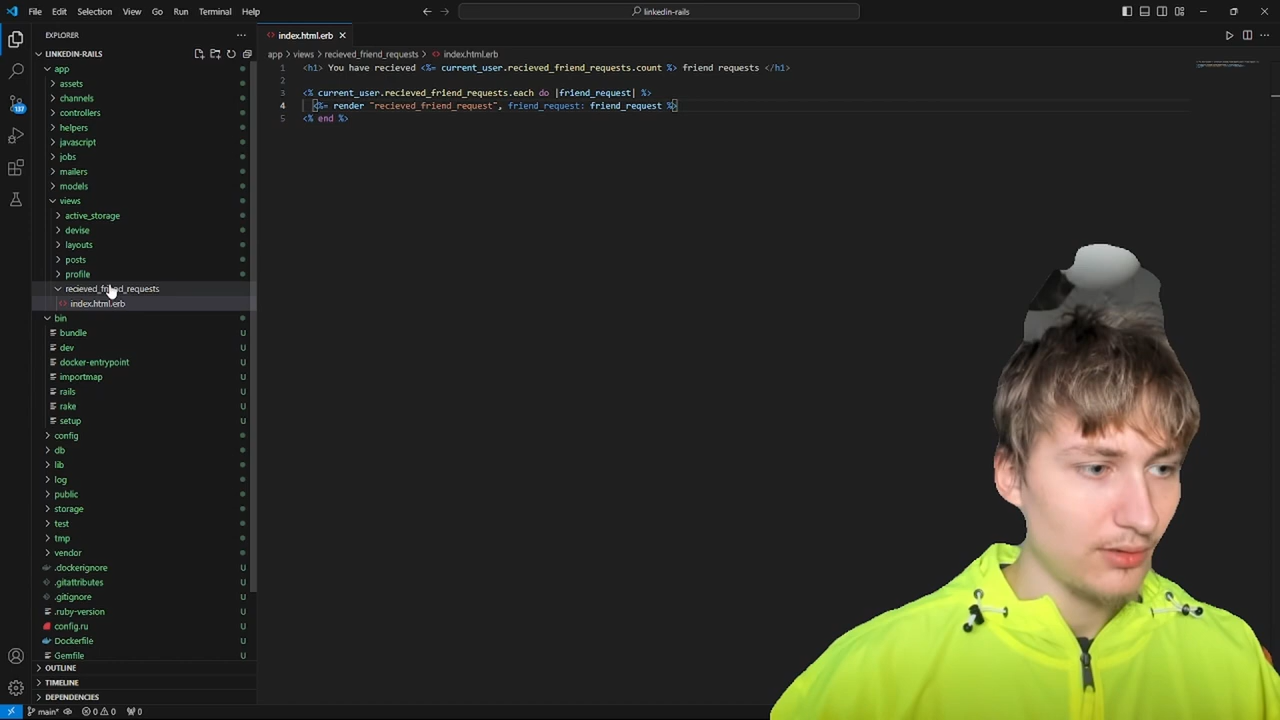 File Edit Selection View Go Run Terminal Help
linkedin-rails
EXPLORER
index.html.erb
LINKEDIN-RAILS
app > views > recieved_friend_requests > index.html.erb
app
assets
channels
controllers
helpers
javascript
jobs
mailers
models
views
active_storage
devise
layouts
posts
profile
recieved_friend_requests
index.html.erb
bin
bundle U
dev U
docker-entrypoint U
importmap U
rails U
rake U
setup U
config
db
lib
log
public
storage
test
tmp
vendor
.dockerignore U
.gitattributes U
.gitignore U
.ruby-version U
config.ru U
Dockerfile U
Gemfile U
OUTLINE
TIMELINE
DEPENDENCIES
137
1 <h1> You have recieved <%= current_user.recieved_friend_requests.count %> friend requests </h1>
2
3 <% current_user.recieved_friend_requests.each do |friend_request| %>
4 <%= render "recieved_friend_request", friend_request: friend_request %>
5 <% end %>
main* 0 0 0